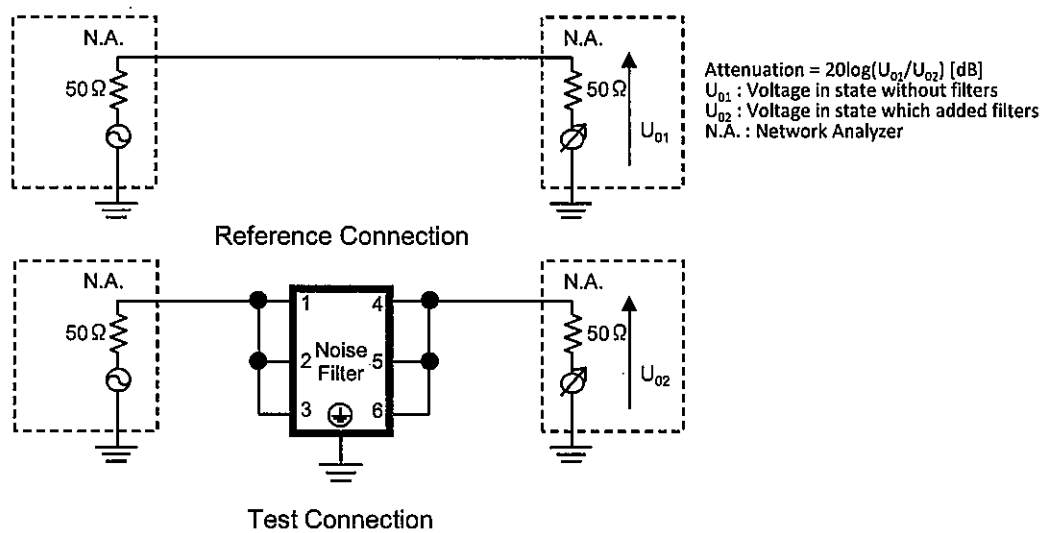 N.A.
N.A.
50Ω
50Ω
U01
Attenuation = 20log(U01/U02) [dB]
U01 : Voltage in state without filters
U02 : Voltage in state which added filters
N.A. : Network Analyzer
Reference Connection
N.A.
N.A.
50Ω
1
4
2
Noise
Filter
5
3
6
50Ω
U02
Test Connection